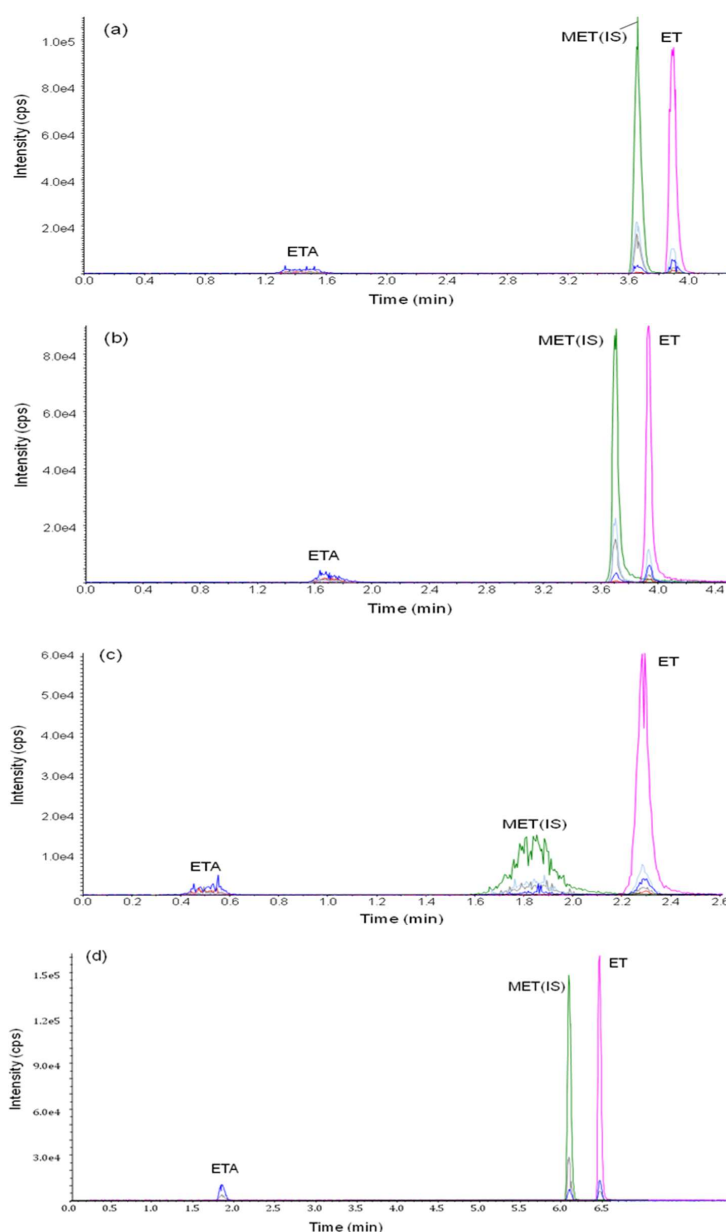 (a)
MET(IS) ET
1.0e5
8.0e4
6.0e4
4.0e4
2.0e4
Intensity (cps)
ETA
0.0 0.4 0.8 1.2 1.6 2.0 2.4 2.8 3.2 3.6 4.0
Time (min)
(b)
MET(IS) ET
8.0e4
6.0e4
4.0e4
2.0e4
Intensity (cps)
ETA
0.0 0.4 0.8 1.2 1.6 2.0 2.4 2.8 3.2 3.6 4.0 4.4
Time (min)
(c)
ET
6.0e4
5.0e4
4.0e4
3.0e4
2.0e4
1.0e4
Intensity (cps)
MET(IS)
ETA
0.0 0.2 0.4 0.6 0.8 1.0 1.2 1.4 1.6 1.8 2.0 2.2 2.4 2.6
Time (min)
(d)
ET
MET(IS)
1.5e5
1.2e5
9.0e4
6.0e4
3.0e4
Intensity (cps)
ETA
0.0 0.5 1.0 1.5 2.0 2.5 3.0 3.5 4.0 4.5 5.0 5.5 6.0 6.5
Time (min)